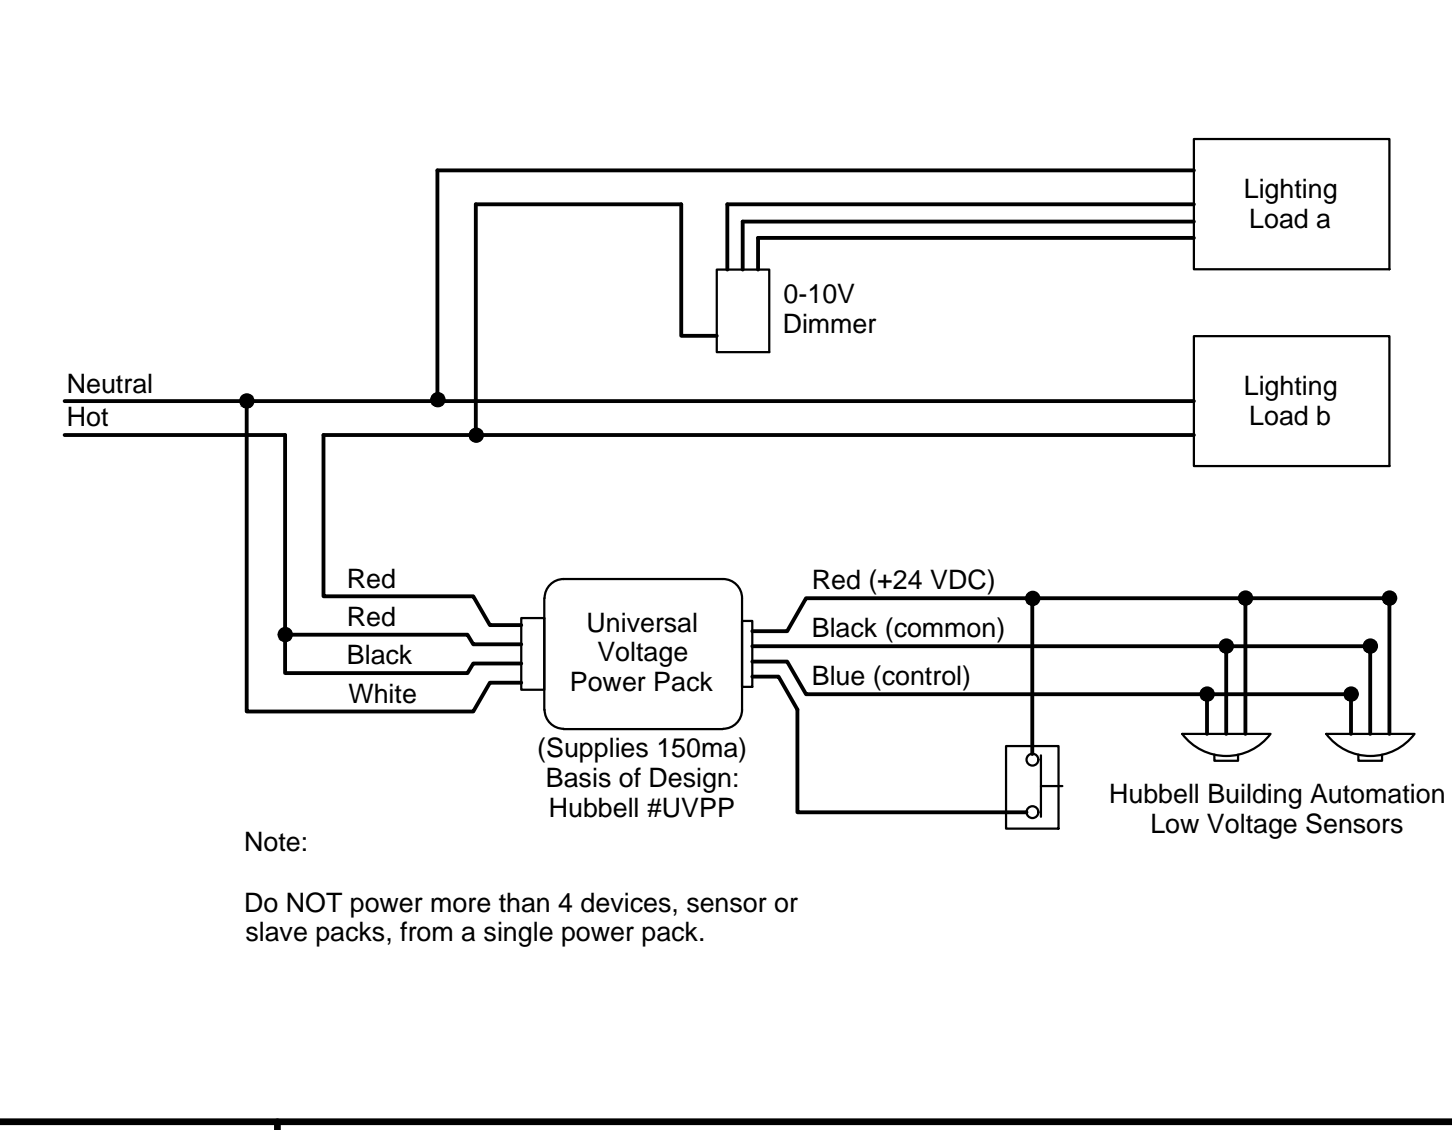 Lighting
Load a
0-10V
Dimmer
Neutral
Hot
Lighting
Load b
Red
Red
Black
White
Universal
Voltage
Power Pack
Red (+24 VDC)
Black (common)
Blue (control)
(Supplies 150ma)
Basis of Design:
Hubbell #UVPP
Hubbell Building Automation
Low Voltage Sensors
Note:
Do NOT power more than 4 devices, sensor or
slave packs, from a single power pack.